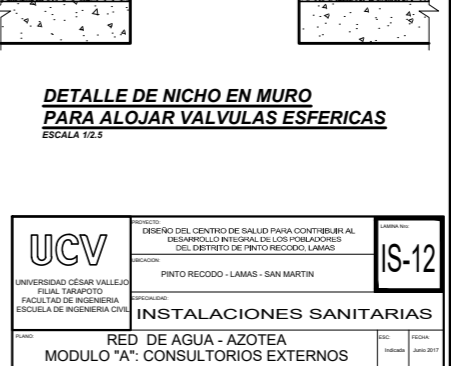 DETALLE DE NICHO EN MURO
PARA ALOJAR VALVULAS ESFERICAS
ESCALA 1/2.5
UCV
UNIVERSIDAD CÉSAR VALLEJO
FILIAL TARAPOTO
FACULTAD DE INGENIERIA
ESCUELA DE INGENIERIA CIVIL
PROYECTO:
DISEÑO DEL CENTRO DE SALUD PARA CONTRIBUIR AL
DESARROLLO INTEGRAL DE LOS POBLADORES
DEL DISTRITO DE PINTO RECODO, LAMAS
UBICACION:
PINTO RECODO - LAMAS - SAN MARTIN
LAMINA Nro:
IS-12
ESPECIALIDAD:
INSTALACIONES SANITARIAS
PLANO:
RED DE AGUA - AZOTEA
MODULO "A": CONSULTORIOS EXTERNOS
ESC:
Indicada
FECHA:
Junio 2017